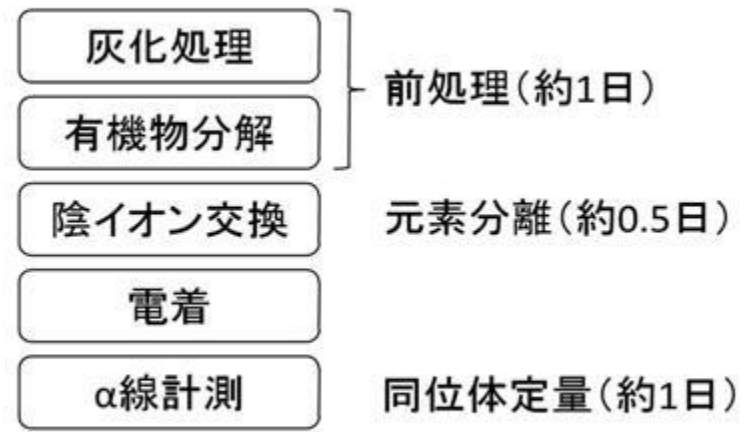 灰化処理
有機物分解
前処理(約1日)
陰イオン交換
元素分離(約0.5日)
電着
α線計測
同位体定量(約1日)